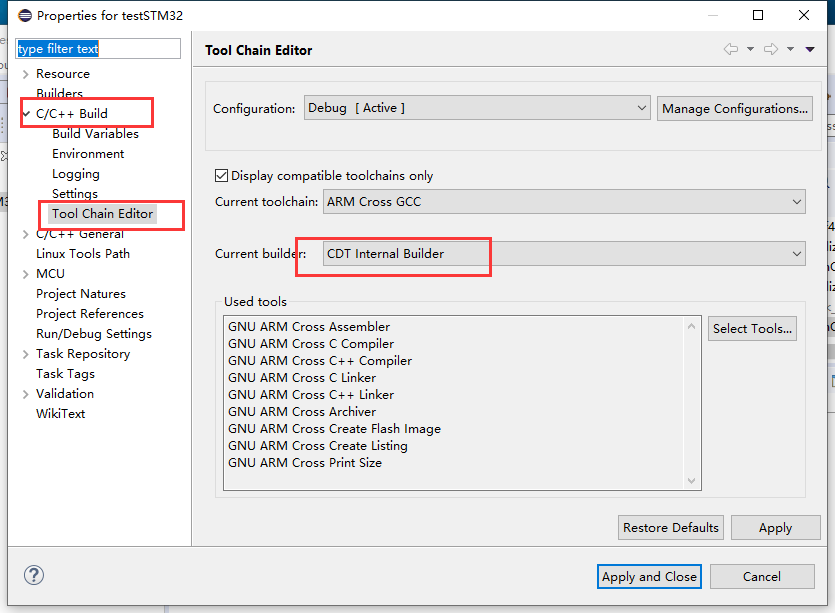 Properties for testSTM32
type filter text
Tool Chain Editor
Resource
Builders
C/C++ Build
Build Variables
Environment
Logging
Settings
Tool Chain Editor
C/C++ General
Linux Tools Path
MCU
Project Natures
Project References
Run/Debug Settings
Task Repository
Task Tags
Validation
WikiText
Configuration: Debug [ Active ] Manage Configurations...
Display compatible toolchains only
Current toolchain: ARM Cross GCC
Current builder: CDT Internal Builder
Used tools
GNU ARM Cross Assembler
GNU ARM Cross C Compiler
GNU ARM Cross C++ Compiler
GNU ARM Cross C Linker
GNU ARM Cross C++ Linker
GNU ARM Cross Archiver
GNU ARM Cross Create Flash Image
GNU ARM Cross Create Listing
GNU ARM Cross Print Size
Select Tools...
Restore Defaults Apply
Apply and Close Cancel